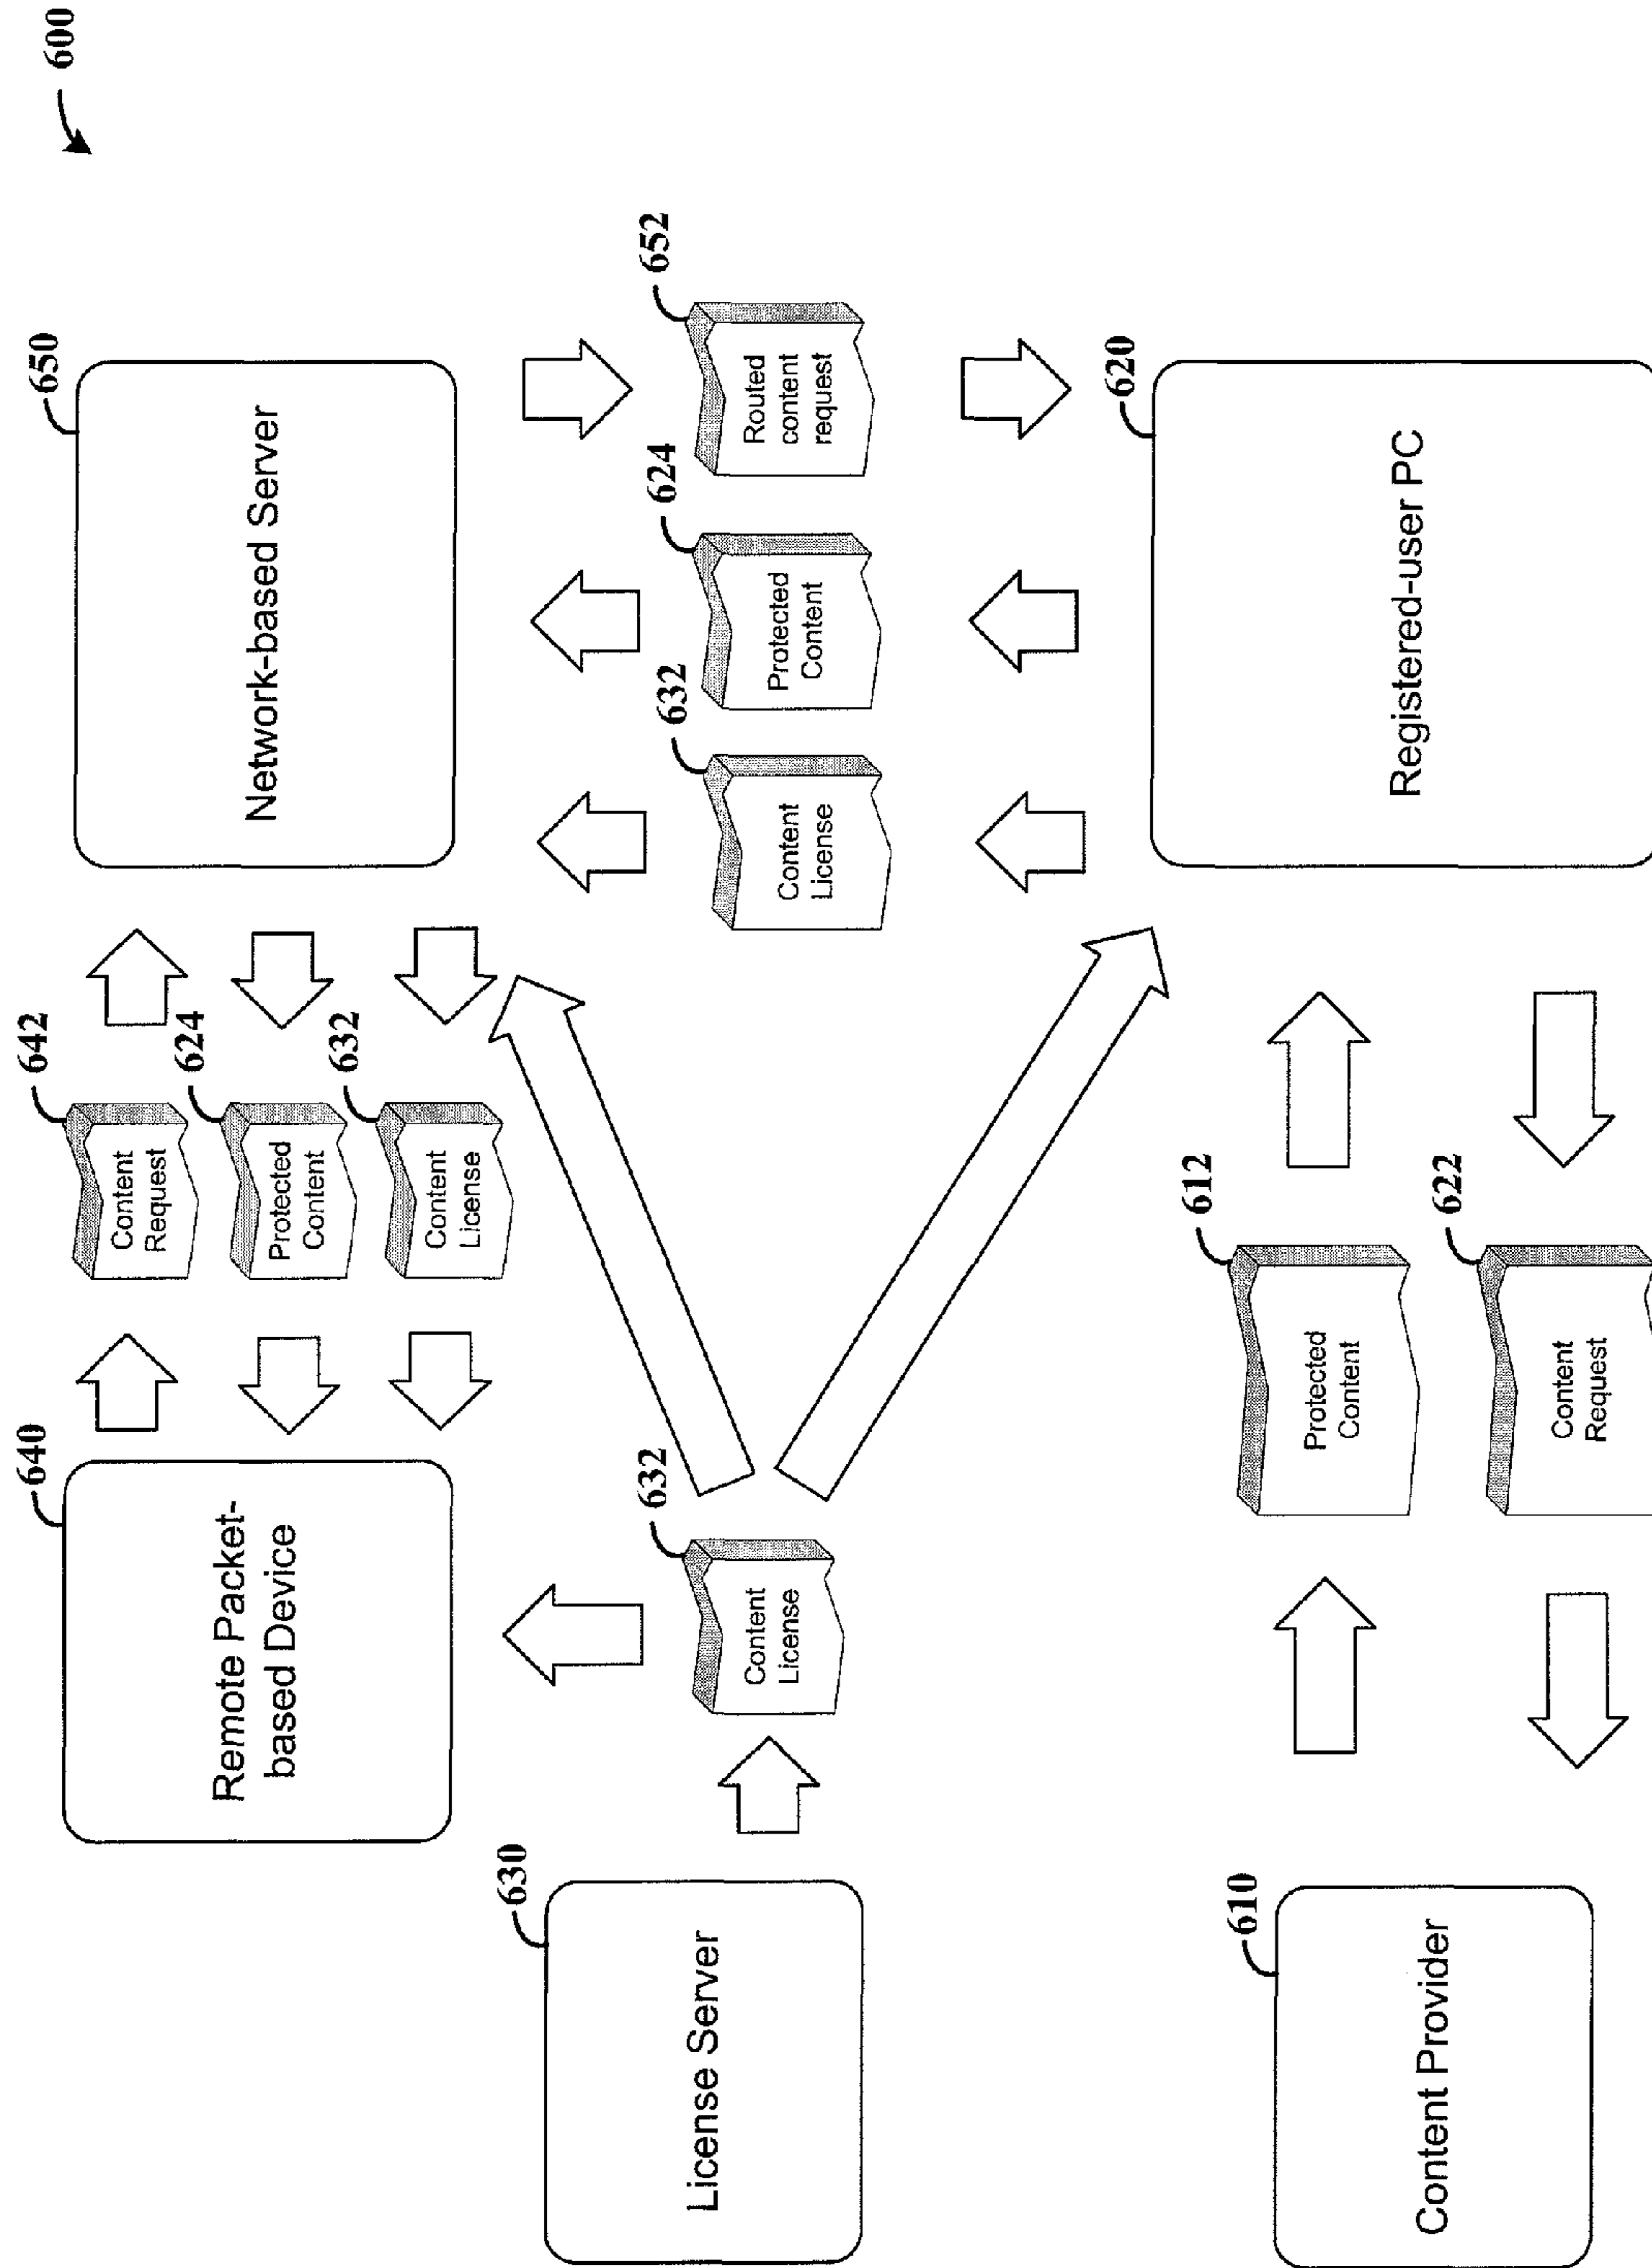 600
650
Network-based Server
652
Routed
content
request
624
Protected
Content
632
Content
License
620
Registered-user PC
642
Content
Request
624
Protected
Content
632
Content
License
640
Remote Packet-
based Device
632
Content
License
630
License Server
612
Protected
Content
622
Content
Request
610
Content Provider